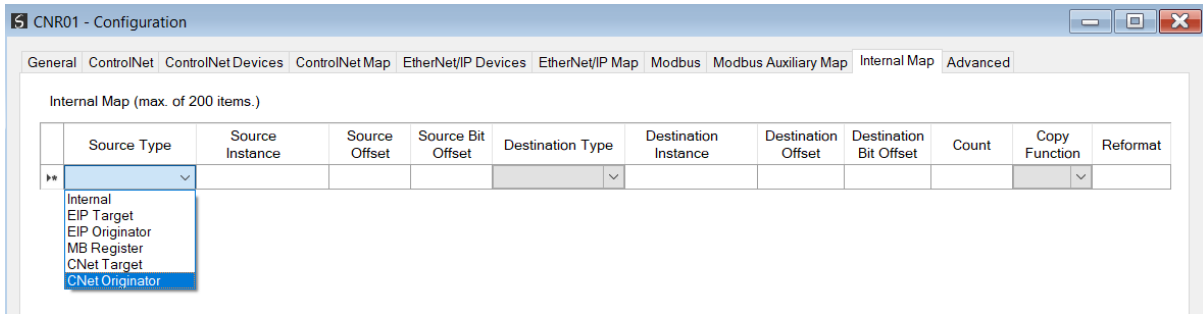 CNR01 - Configuration
General ControlNet ControlNet Devices ControlNet Map EtherNet/IP Devices EtherNet/IP Map Modbus Modbus Auxiliary Map Internal Map Advanced
Internal Map (max. of 200 items.)
Source Type Source Instance Source Offset Source Bit Offset Destination Type Destination Instance Destination Offset Destination Bit Offset Count Copy Function Reformat
Internal
EIP Target
EIP Originator
MB Register
CNet Target
CNet Originator